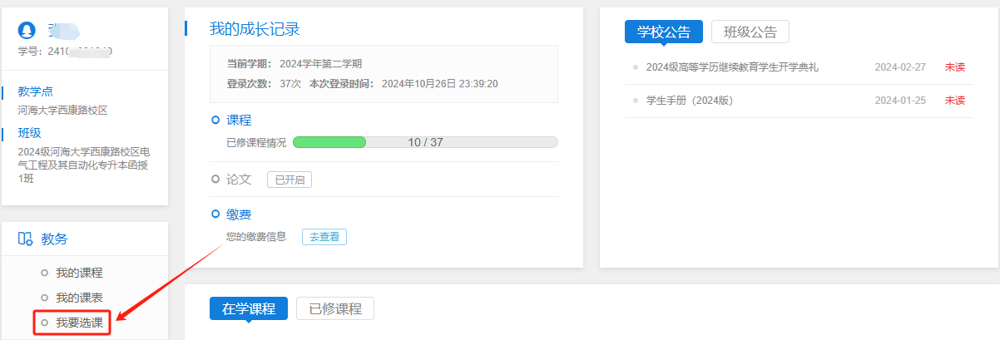 学号：2410
教学点
河海大学西康路校区
班级
2024级河海大学西康路校区电
气工程及其自动化专升本函授
1班
教务
我的课程
我的课表
我要选课
我的成长记录
当前学期： 2024学年第二学期
登录次数： 37次 本次登录时间： 2024年10月26日 23:39:20
课程
已修课程情况 10 / 37
论文 已开启
缴费
您的缴费信息 去查看
学校公告 班级公告
2024级高等学历继续教育学生开学典礼 2024-02-27 未读
学生手册（2024版） 2024-01-25 未读
在学课程 已修课程